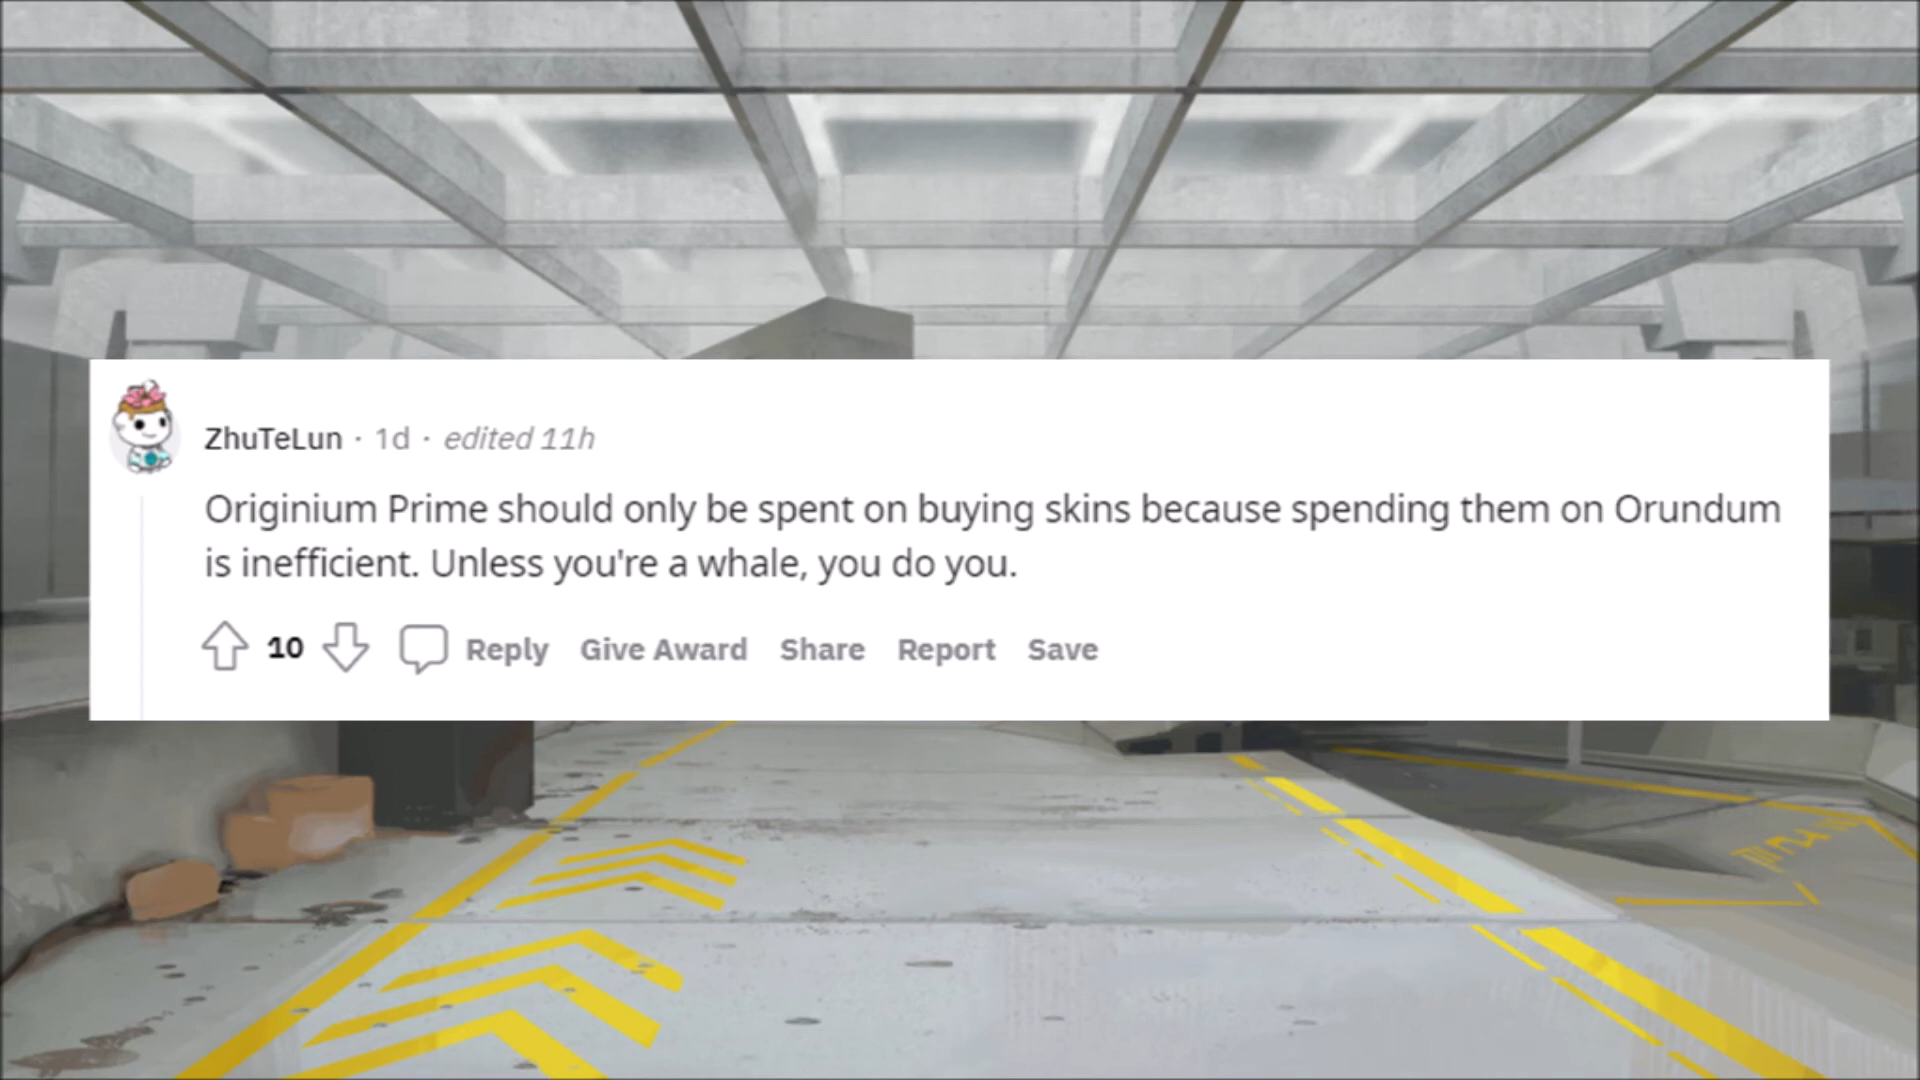 ZhuTeLun · 1d · edited 11h
Originium Prime should only be spent on buying skins because spending them on Orundum
is inefficient. Unless you're a whale, you do you.
10 Reply Give Award Share Report Save